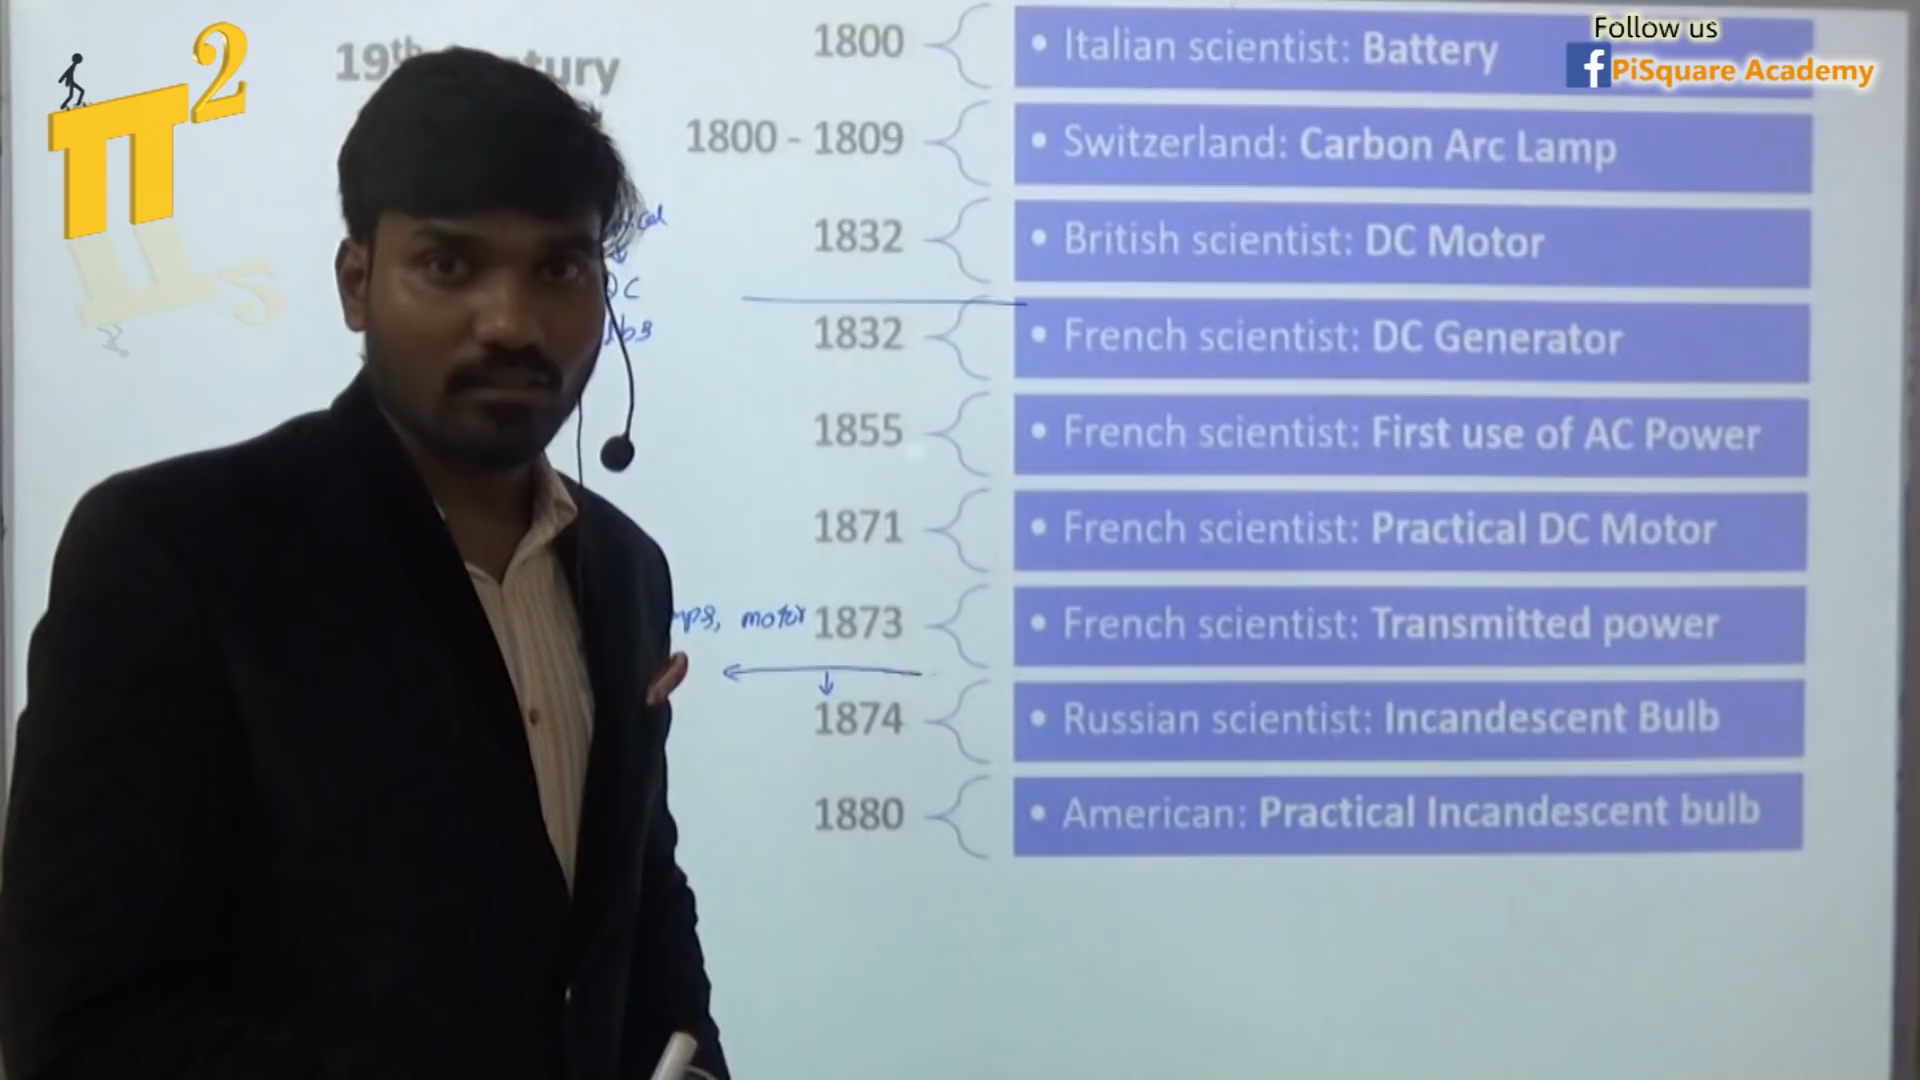 π2
Follow us
PiSquare Academy
19th
1800
• Italian scientist: Battery
1800 - 1809
• Switzerland: Carbon Arc Lamp
1832
• British scientist: DC Motor
DC
1832
• French scientist: DC Generator
1855
• French scientist: First use of AC Power
1871
• French scientist: Practical DC Motor
motor
1873
• French scientist: Transmitted power
1874
• Russian scientist: Incandescent Bulb
1880
• American: Practical Incandescent bulb